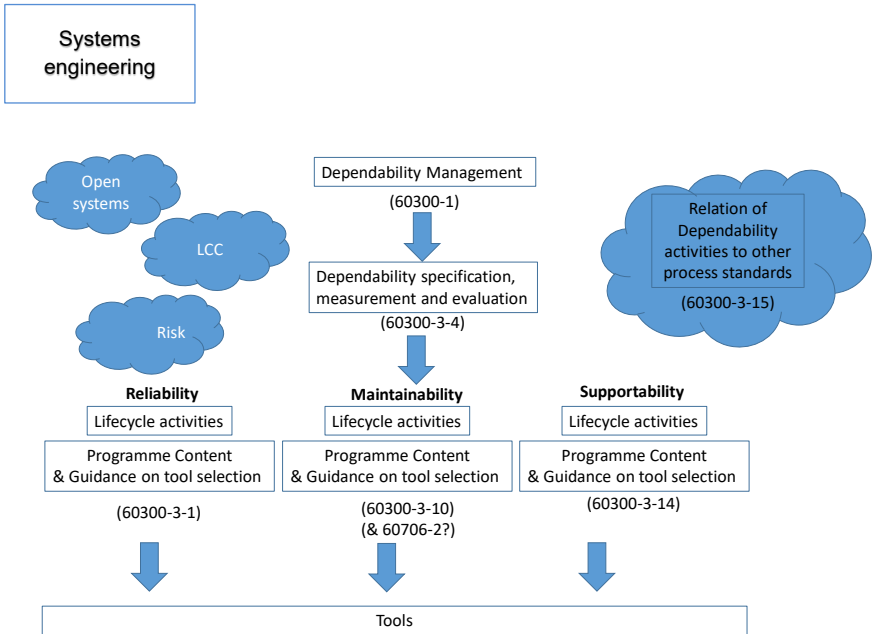 Systems
engineering
Open
systems
LCC
Risk
Dependability Management
(60300-1)
Dependability specification,
measurement and evaluation
(60300-3-4)
Relation of
Dependability
activities to other
process standards
(60300-3-15)
Reliability
Lifecycle activities
Programme Content
& Guidance on tool selection
(60300-3-1)
Maintainability
Lifecycle activities
Programme Content
& Guidance on tool selection
(60300-3-10)
(& 60706-2?)
Supportability
Lifecycle activities
Programme Content
& Guidance on tool selection
(60300-3-14)
Tools